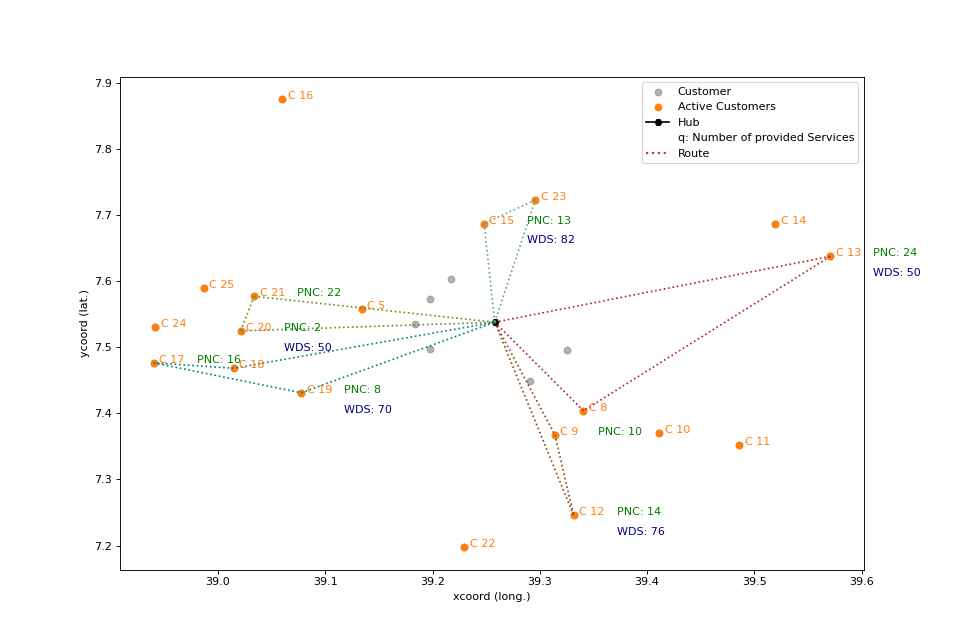 7.9
C 16
Customer
Active Customers
Hub
q: Number of provided Services
Route
7.8
C 23
7.7
C 15 PNC: 13
C 14
WDS: 82
C 13 PNC: 24
WDS: 50
7.6
C 25
C 21 PNC: 22
C 5
C 24
C 20 PNC: 2
WDS: 50
7.5
C 17 PNC: 16
C 18
C 19 PNC: 8
WDS: 70
7.4
C 8
C 9 PNC: 10
C 10
C 11
7.3
C 12 PNC: 14
WDS: 76
7.2
C 22
ycoord (lat.)
39.0 39.1 39.2 39.3 39.4 39.5 39.6
xcoord (long.)